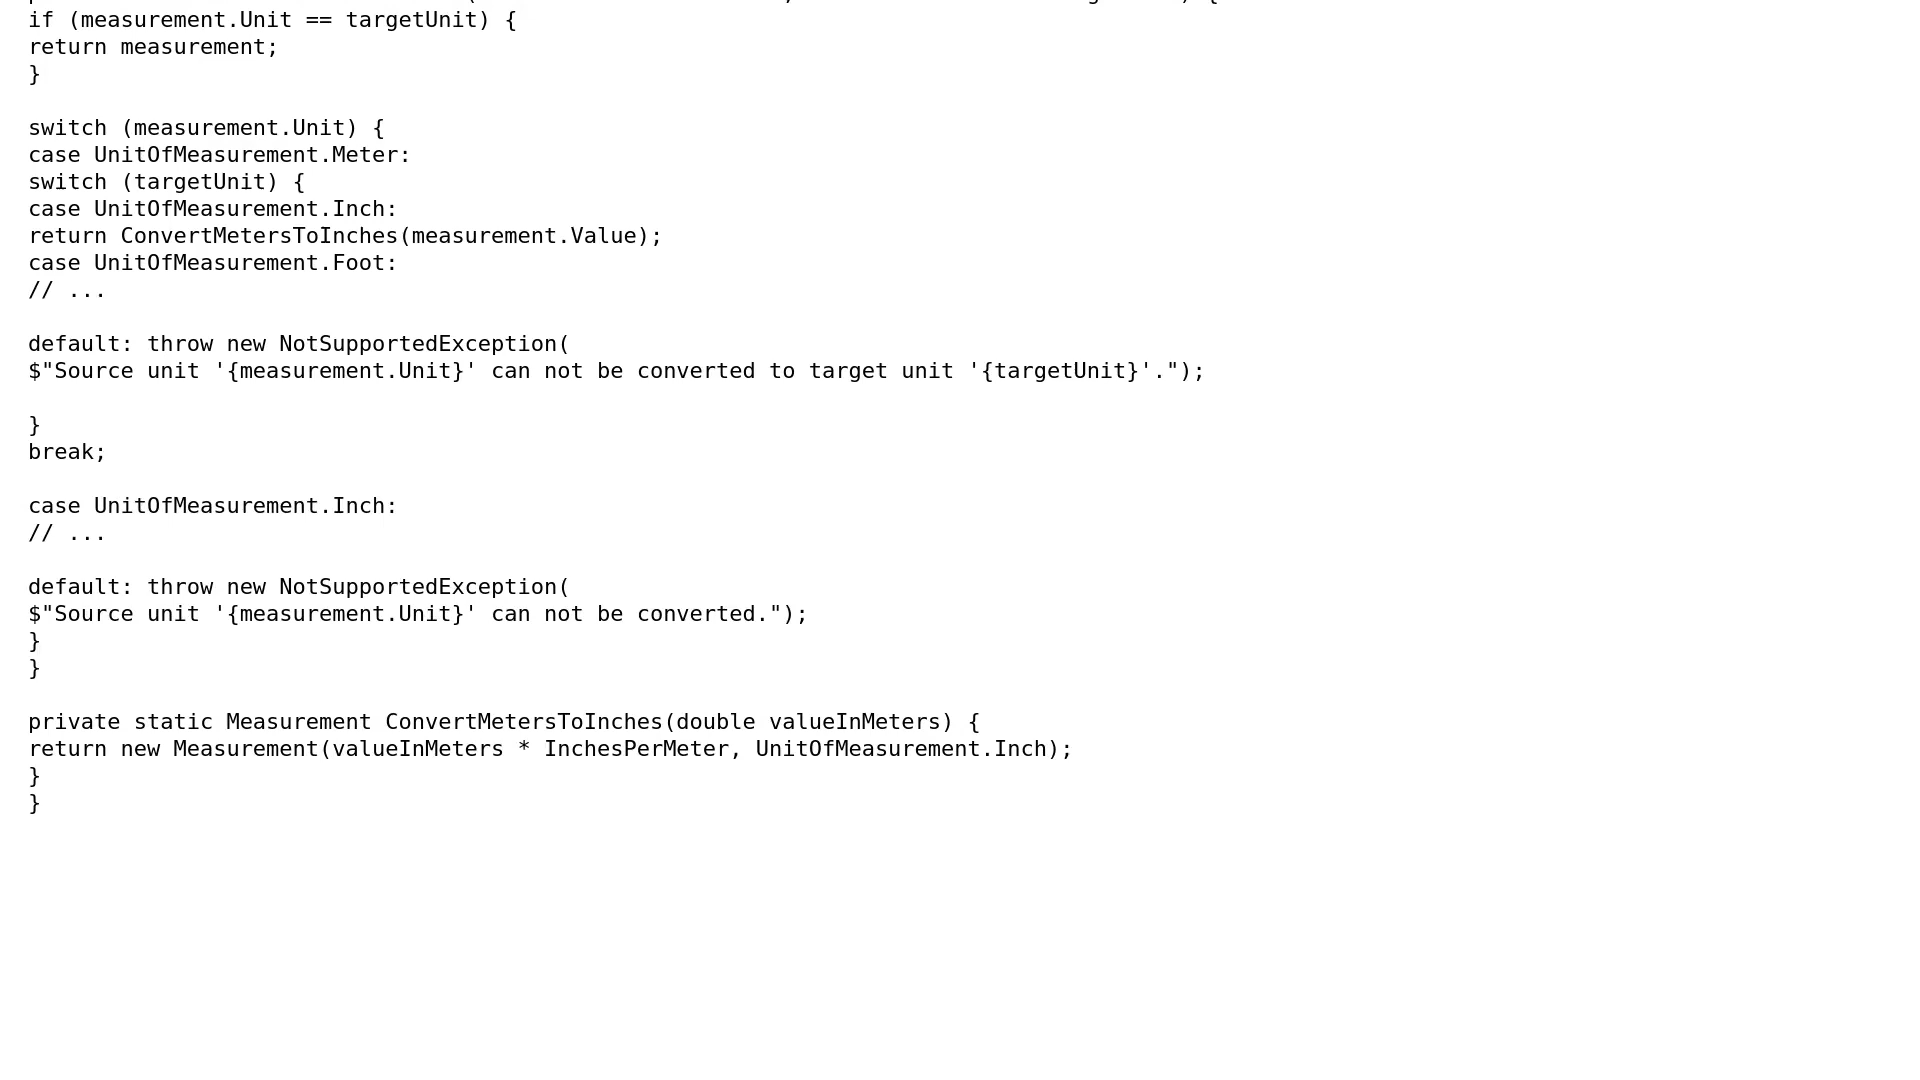 if (measurement.Unit == targetUnit) {
return measurement;
}
switch (measurement.Unit) {
case UnitOfMeasurement.Meter:
switch (targetUnit) {
case UnitOfMeasurement.Inch:
return ConvertMetersToInches(measurement.Value);
case UnitOfMeasurement.Foot:
// ...
default: throw new NotSupportedException(
$"Source unit '{measurement.Unit}' can not be converted to target unit '{targetUnit}'.");
}
break;
case UnitOfMeasurement.Inch:
// ...
default: throw new NotSupportedException(
$"Source unit '{measurement.Unit}' can not be converted.");
}
}
private static Measurement ConvertMetersToInches(double valueInMeters) {
return new Measurement(valueInMeters * InchesPerMeter, UnitOfMeasurement.Inch);
}
}